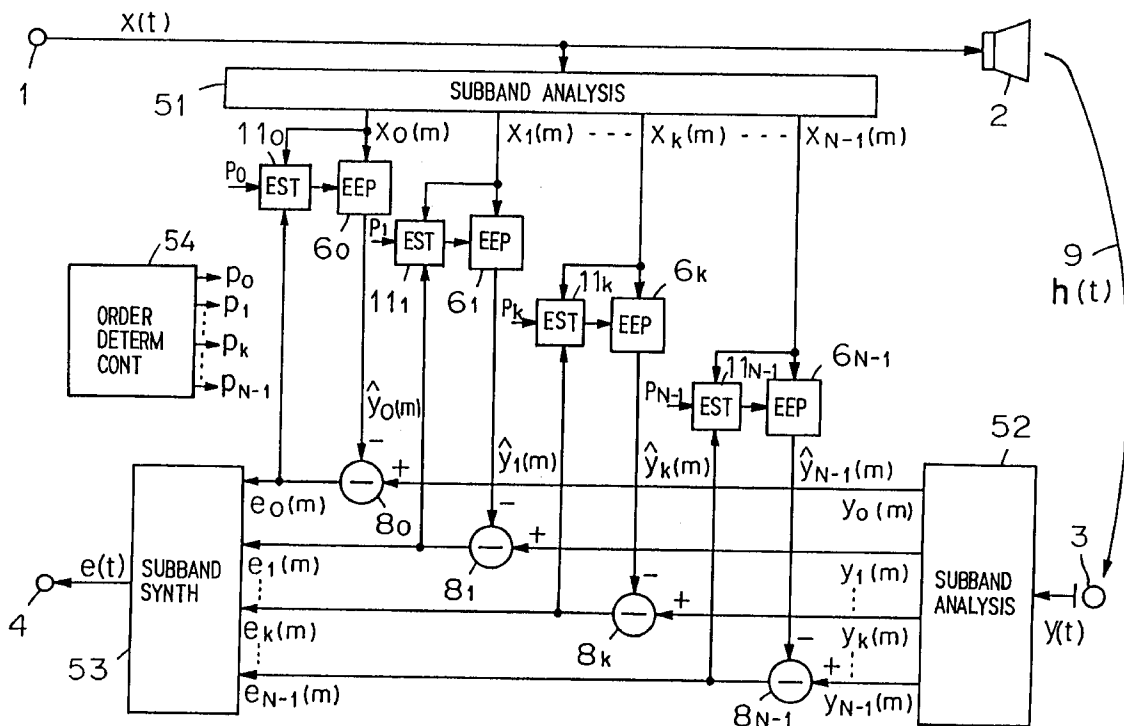 x(t)
1
51
SUBBAND ANALYSIS
2
x0(m) x1(m) --- xk(m) --- xN-1(m)
110
P0
EST
EEP
60
P1
EST
EEP
111
61
9
h(t)
54
ORDER
DETERM
CONT
p0
p1
pk
pN-1
11k
6k
Pk
EST
EEP
11N-1
6N-1
PN-1
EST
EEP
ŷ0(m)
ŷ1(m)
ŷk(m)
ŷN-1(m)
52
−
+
−
e0(m)
80
y0(m)
−
+
−
e1(m)
81
y1(m)
3
e(t)
4
SUBBAND
SYNTH
SUBBAND
ANALYSIS
y(t)
−
+
−
ek(m)
8k
yk(m)
53
−
+
−
eN-1(m)
8N-1
yN-1(m)